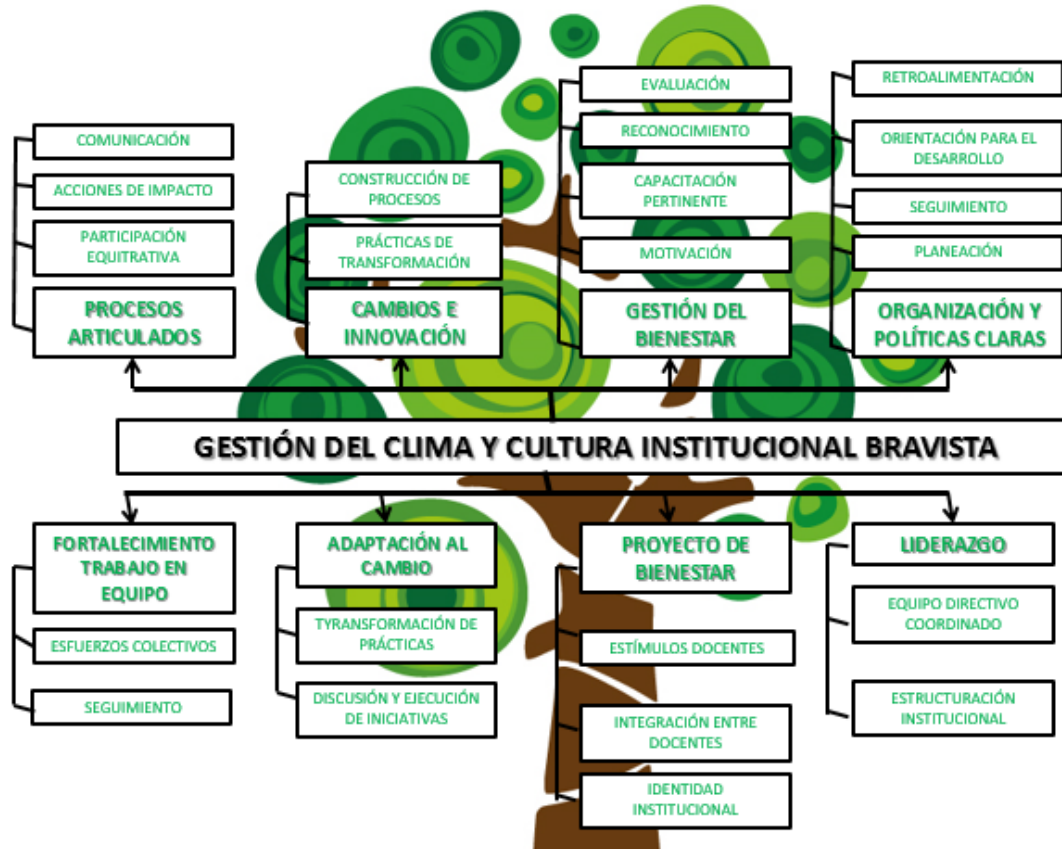 COMUNICACIÓN
ACCIONES DE IMPACTO
PARTICIPACIÓN
EQUITRATIVA
PROCESOS
ARTICULADOS
CONSTRUCCIÓN DE
PROCESOS
PRÁCTICAS DE
TRANSFORMACIÓN
CAMBIOS E
INNOVACIÓN
EVALUACIÓN
RECONOCIMIENTO
CAPACITACIÓN
PERTINENTE
MOTIVACIÓN
GESTIÓN DEL
BIENESTAR
RETROALIMENTACIÓN
ORIENTACIÓN PARA EL
DESARROLLO
SEGUIMIENTO
PLANEACIÓN
ORGANIZACIÓN Y
POLÍTICAS CLARAS
GESTIÓN DEL CLIMA Y CULTURA INSTITUCIONAL BRAVISTA
FORTALECIMIENTO
TRABAJO EN
EQUIPO
ESFUERZOS COLECTIVOS
SEGUIMIENTO
ADAPTACIÓN AL
CAMBIO
TYRANSFORMACIÓN DE
PRÁCTICAS
DISCUSIÓN Y EJECUCIÓN
DE INICIATIVAS
PROYECTO DE
BIENESTAR
ESTÍMULOS DOCENTES
INTEGRACIÓN ENTRE
DOCENTES
IDENTIDAD
INSTITUCIONAL
LIDERAZGO
EQUIPO DIRECTIVO
COORDINADO
ESTRUCTURACIÓN
INSTITUCIONAL